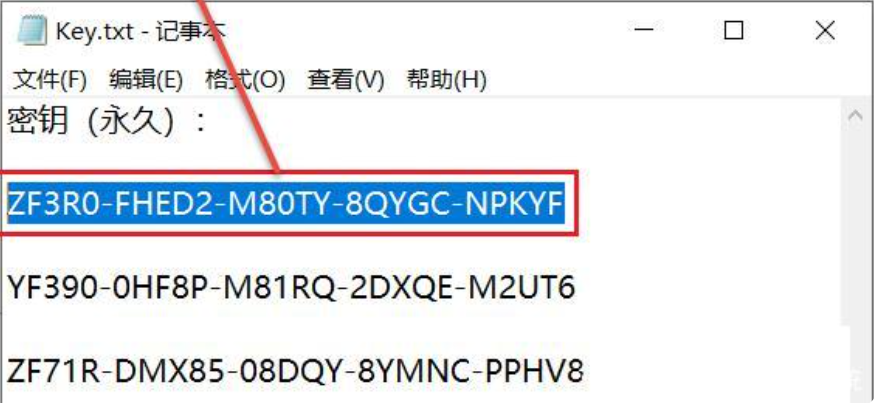 Key.txt - 记事本
文件(F) 编辑(E) 格式(O) 查看(V) 帮助(H)
密钥（永久）：
ZF3R0-FHED2-M80TY-8QYGC-NPKYF
YF390-0HF8P-M81RQ-2DXQE-M2UT6
ZF71R-DMX85-08DQY-8YMNC-PPHV8